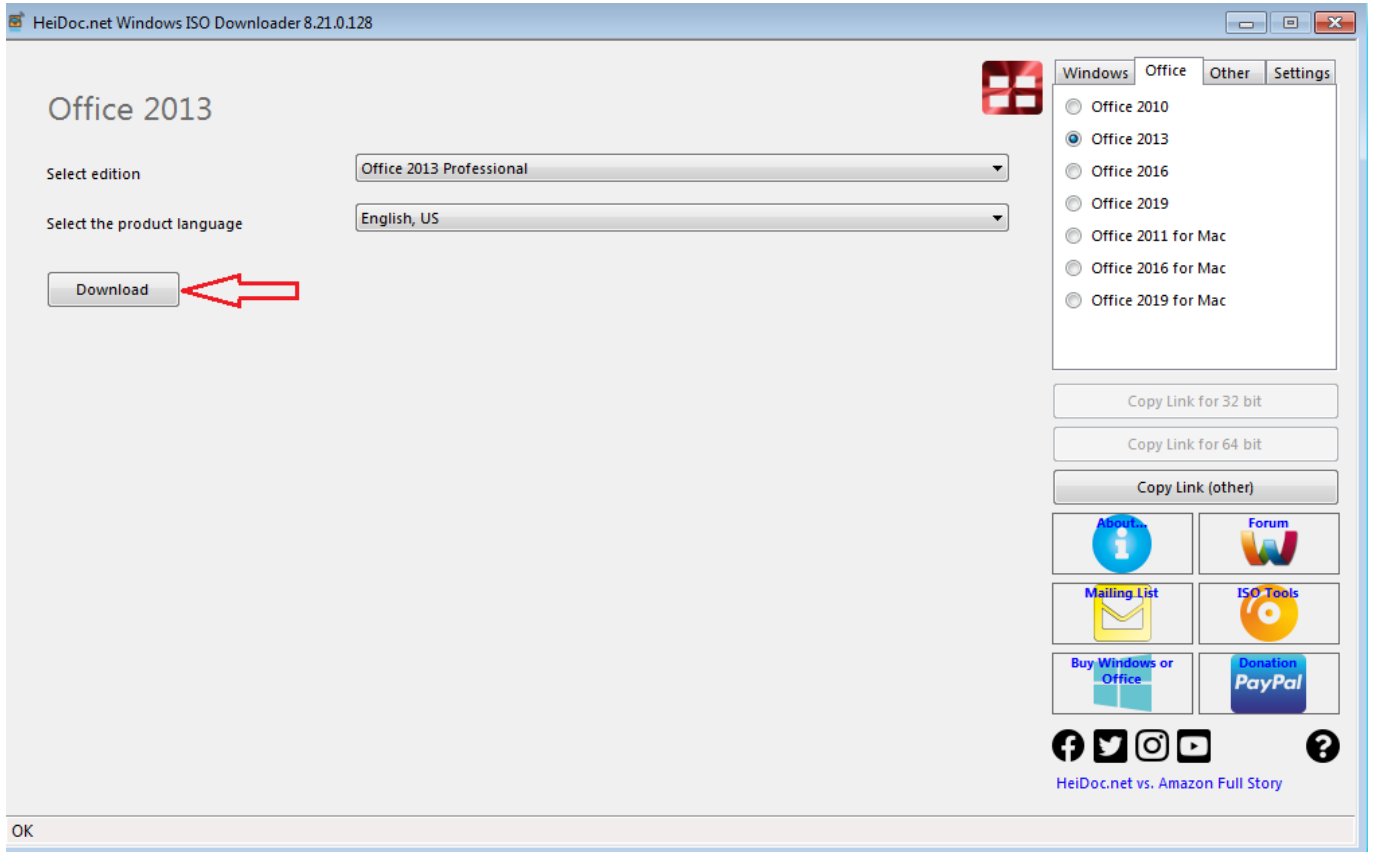 HeiDoc.net Windows ISO Downloader 8.21.0.128
Office 2013
Select edition
Office 2013 Professional
Select the product language
English, US
Download
Windows Office Other Settings
Office 2010
Office 2013
Office 2016
Office 2019
Office 2011 for Mac
Office 2016 for Mac
Office 2019 for Mac
Copy Link for 32 bit
Copy Link for 64 bit
Copy Link (other)
About...
Forum
Mailing List
ISO Tools
Buy Windows or
Office
Donation
PayPal
HeiDoc.net vs. Amazon Full Story
OK